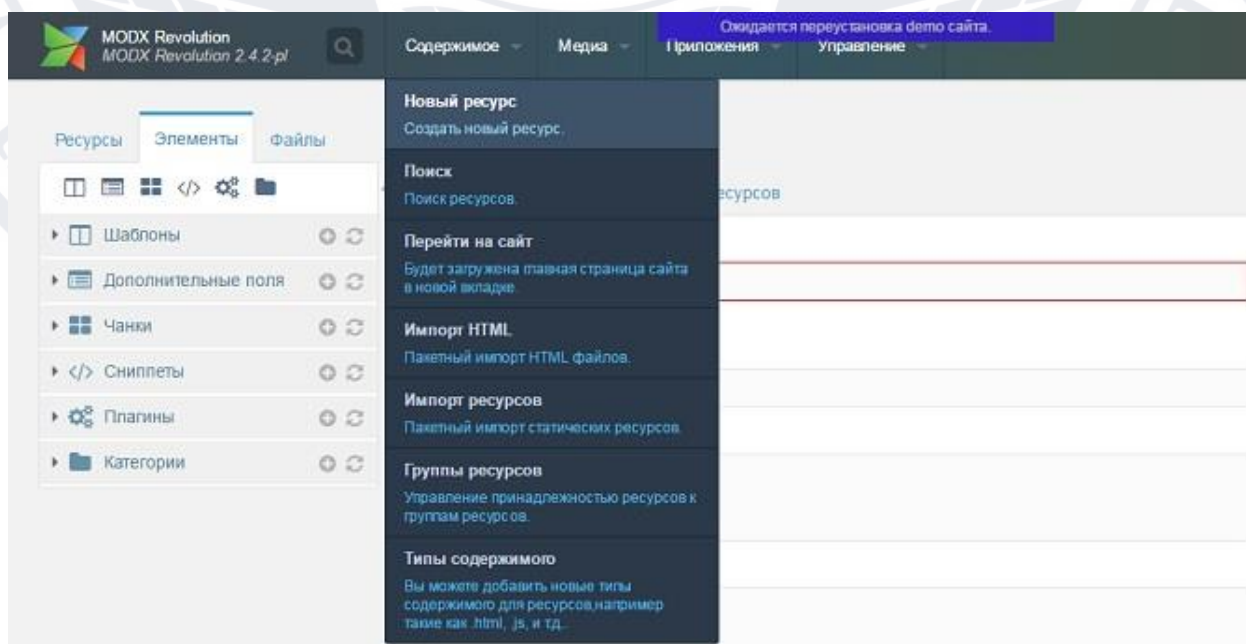 MODX Revolution
MODX Revolution 2.4.2-pl
Содержимое
Медиа
Приложения
Управление
Ожидается переустановка demo сайта.
Ресурсы
Элементы
Файлы
Шаблоны
Дополнительные поля
Чанки
Сниппеты
Плагины
Категории
Новый ресурс
Создать новый ресурс.
Поиск
Поиск ресурсов.
Перейти на сайт
Будет загружена главная страница сайта
в новой вкладке.
Импорт HTML
Пакетный импорт HTML файлов.
Импорт ресурсов
Пакетный импорт статических ресурсов.
Группы ресурсов
Управление принадлежностью ресурсов к
группам ресурсов.
Типы содержимого
Вы можете добавить новые типы
содержимого для ресурсов,например
такие как .html, .js, и т.д..
есурсов